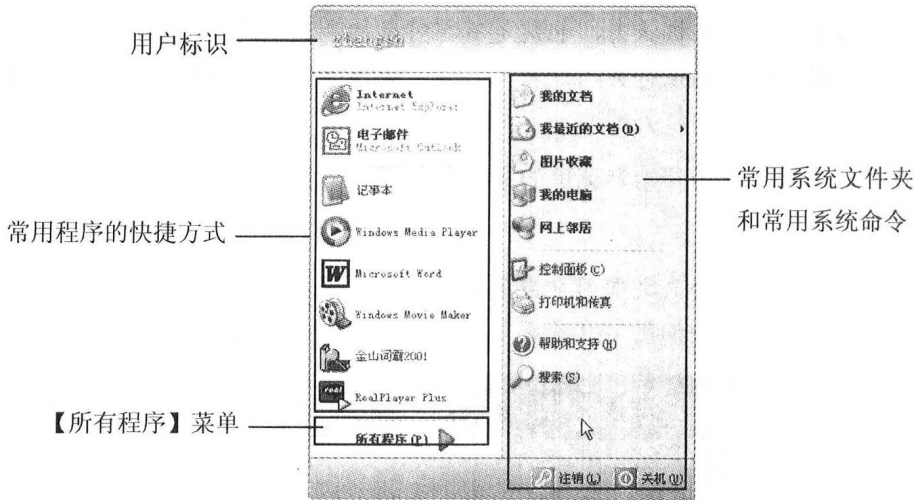 用户标识
zhangsh
Internet
Internet Explorer
电子邮件
Microsoft Outlook
记事本
Windows Media Player
Microsoft Word
Windows Movie Maker
金山词霸2001
real
RealPlayer Plus
所有程序(P)
我的文档
我最近的文档(D)
图片收藏
我的电脑
网上邻居
控制面板(C)
打印机和传真
帮助和支持(H)
搜索(S)
注销(L)
关机(U)
常用程序的快捷方式
【所有程序】菜单
常用系统文件夹
和常用系统命令